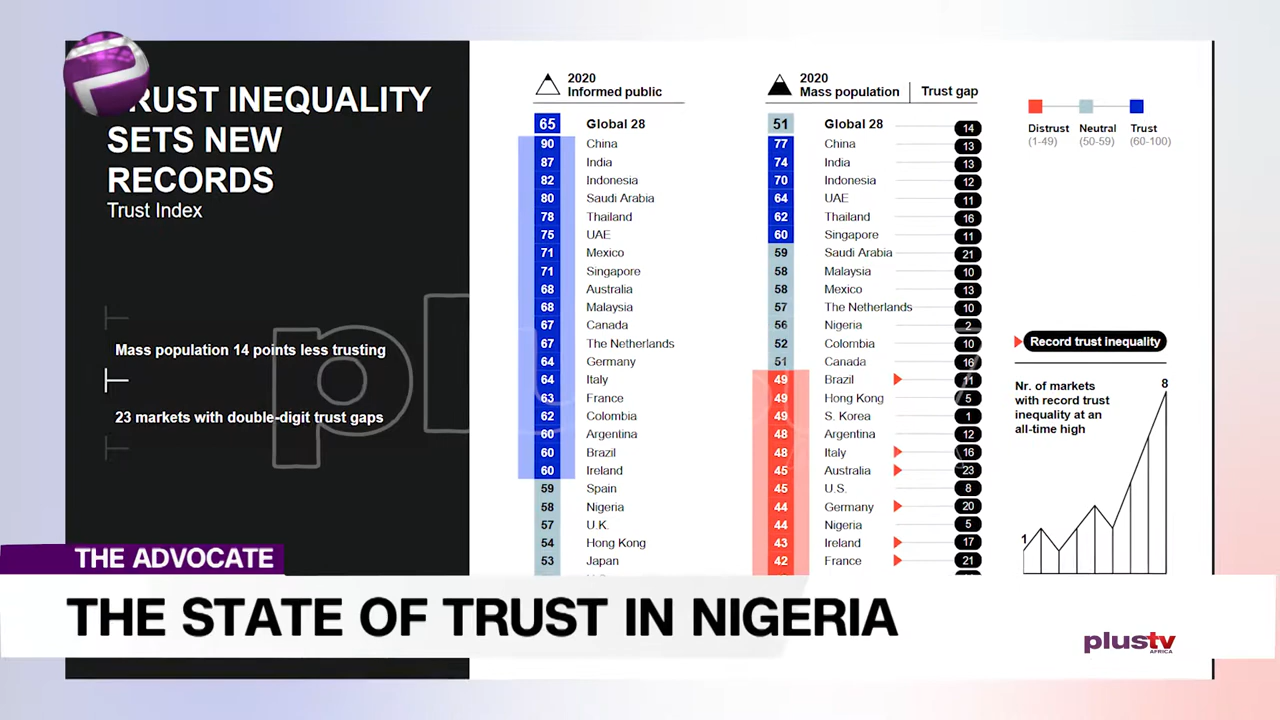 TRUST INEQUALITY
SETS NEW
RECORDS
Trust Index
Mass population 14 points less trusting
23 markets with double-digit trust gaps
2020
Informed public
65 Global 28
90 China
87 India
82 Indonesia
80 Saudi Arabia
78 Thailand
75 UAE
71 Mexico
71 Singapore
68 Australia
68 Malaysia
67 Canada
67 The Netherlands
64 Germany
64 Italy
63 France
62 Colombia
60 Argentina
60 Brazil
60 Ireland
59 Spain
58 Nigeria
57 U.K.
54 Hong Kong
53 Japan
2020
Mass population Trust gap
51 Global 28 14
77 China 13
74 India 13
70 Indonesia 12
64 UAE 11
62 Thailand 16
60 Singapore 11
59 Saudi Arabia 21
58 Malaysia 10
58 Mexico 13
57 The Netherlands 10
56 Nigeria 2
52 Colombia 10
51 Canada 16
49 Brazil 11
49 Hong Kong 5
49 S. Korea 1
48 Argentina 12
48 Italy 16
45 Australia 23
45 U.S. 8
44 Germany 20
44 Nigeria 5
43 Ireland 17
42 France 21
Distrust Neutral Trust
(1-49) (50-59) (60-100)
Record trust inequality
Nr. of markets
with record trust
inequality at an
all-time high
8
1
THE ADVOCATE
THE STATE OF TRUST IN NIGERIA
plustv
AFRICA